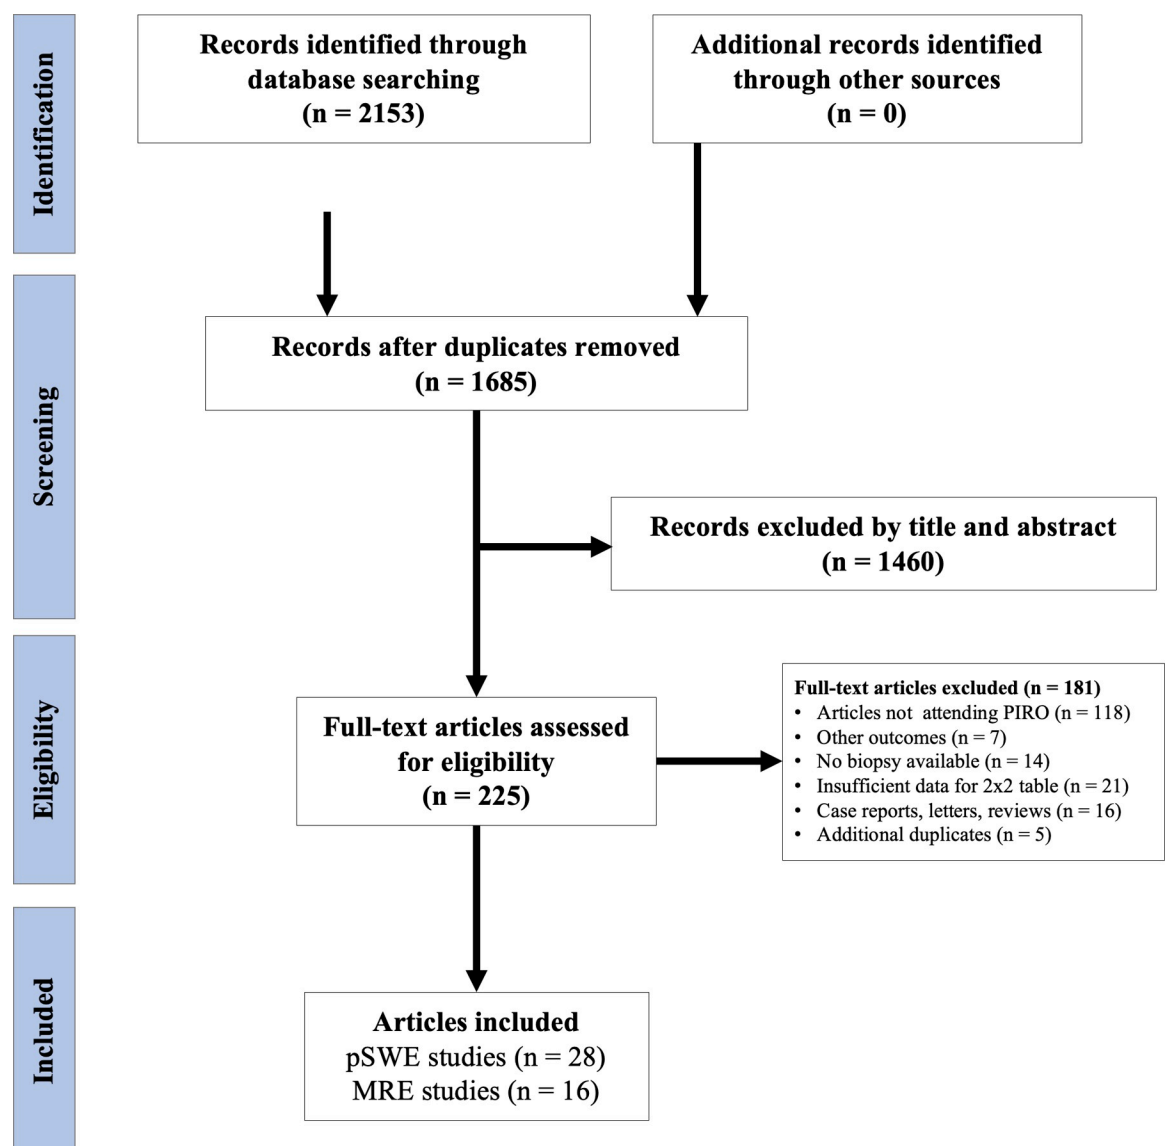 Identification
Records identified through
database searching
(n = 2153)
Additional records identified
through other sources
(n = 0)
Screening
Records after duplicates removed
(n = 1685)
Records excluded by title and abstract
(n = 1460)
Eligibility
Full-text articles assessed
for eligibility
(n = 225)
Full-text articles excluded (n = 181)
• Articles not attending PIRO (n = 118)
• Other outcomes (n = 7)
• No biopsy available (n = 14)
• Insufficient data for 2x2 table (n = 21)
• Case reports, letters, reviews (n = 16)
• Additional duplicates (n = 5)
Included
Articles included
pSWE studies (n = 28)
MRE studies (n = 16)